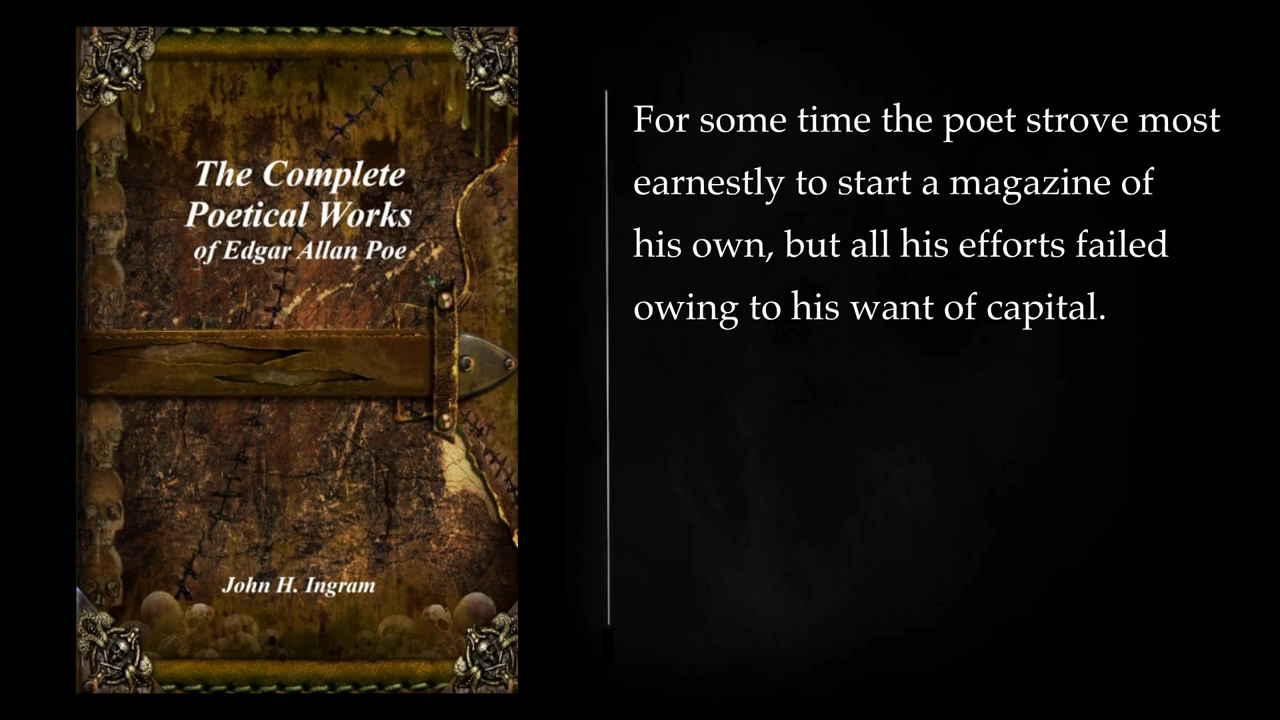 The Complete
Poetical Works
of Edgar Allan Poe
John H. Ingram
For some time the poet strove most
earnestly to start a magazine of
his own, but all his efforts failed
owing to his want of capital.